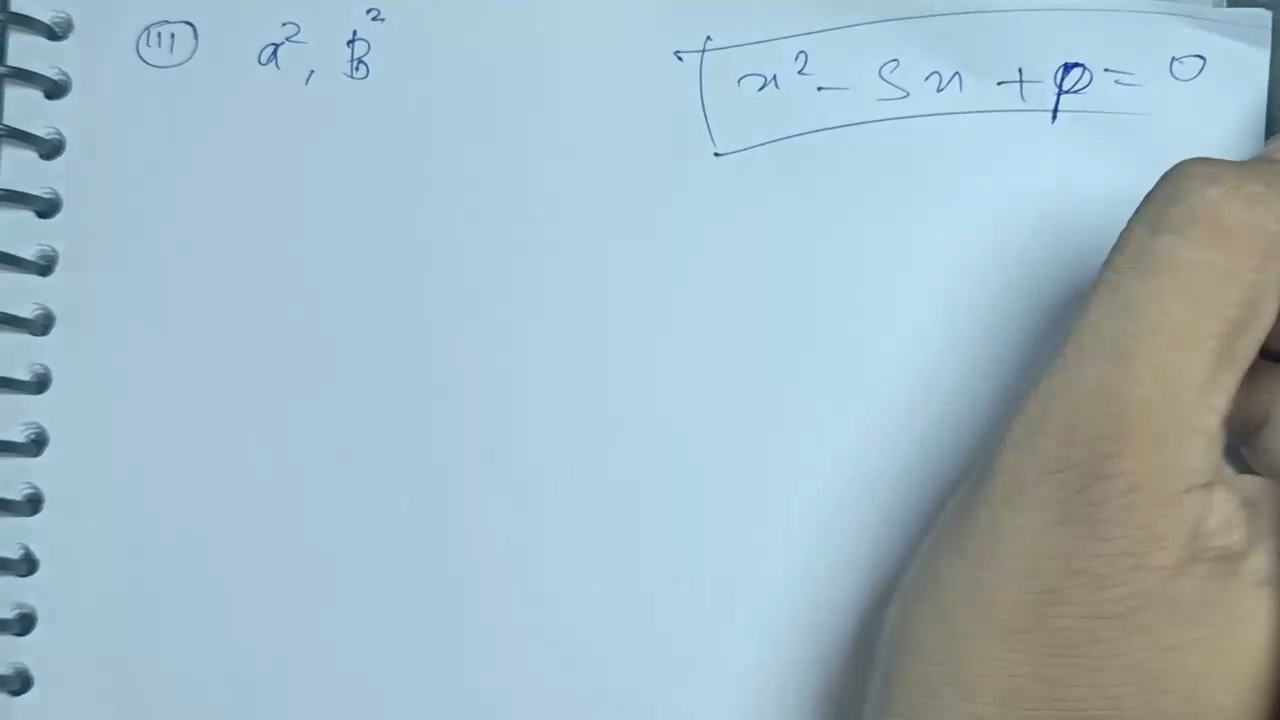 (III) α², β²
x² - Sx + P = 0